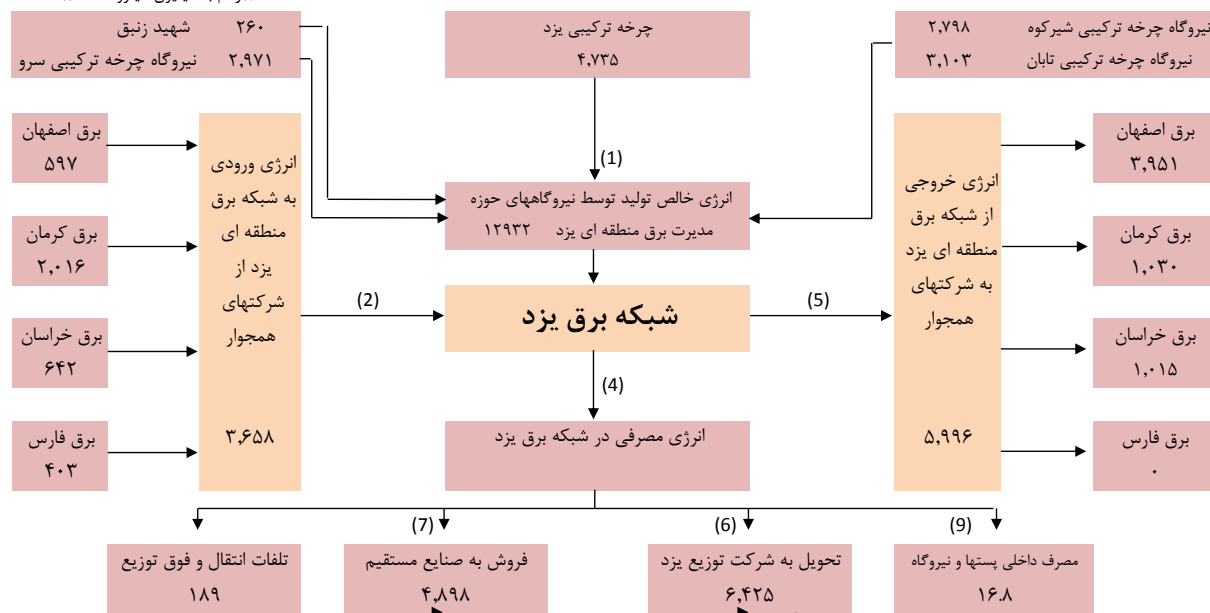 شهید زنبق ۲۶۰
نیروگاه چرخه ترکیبی سرو ۲,۹۷۱
چرخه ترکیبی یزد
۴,۷۳۵
نیروگاه چرخه ترکیبی شیرکوه ۲,۷۹۸
نیروگاه چرخه ترکیبی تابان ۳,۱۰۳
برق اصفهان
۵۹۷
برق کرمان
۲,۰۱۶
برق خراسان
۶۴۲
برق فارس
۴۰۳
انرژی ورودی
به شبکه برق
منطقه ای
یزد از
شرکتهای
همجوار
۳,۶۵۸
(1)
انرژی خالص تولید توسط نیروگاههای حوزه
مدیرت برق منطقه ای یزد ۱۲۹۳۲
(2)
شبکه برق یزد
(5)
(4)
انرژی مصرفی در شبکه برق یزد
انرژی خروجی
از شبکه برق
منطقه ای یزد
به شرکتهای
همجوار
۵,۹۹۶
برق اصفهان
۳,۹۵۱
برق کرمان
۱,۰۳۰
برق خراسان
۱,۰۱۵
برق فارس
۰
(7)
(6)
(9)
تلفات انتقال و فوق توزیع
۱۸۹
فروش به صنایع مستقیم
۴,۸۹۸
تحویل به شرکت توزیع یزد
۶,۴۲۵
مصرف داخلی پستها و نیروگاه
۱۶.۸